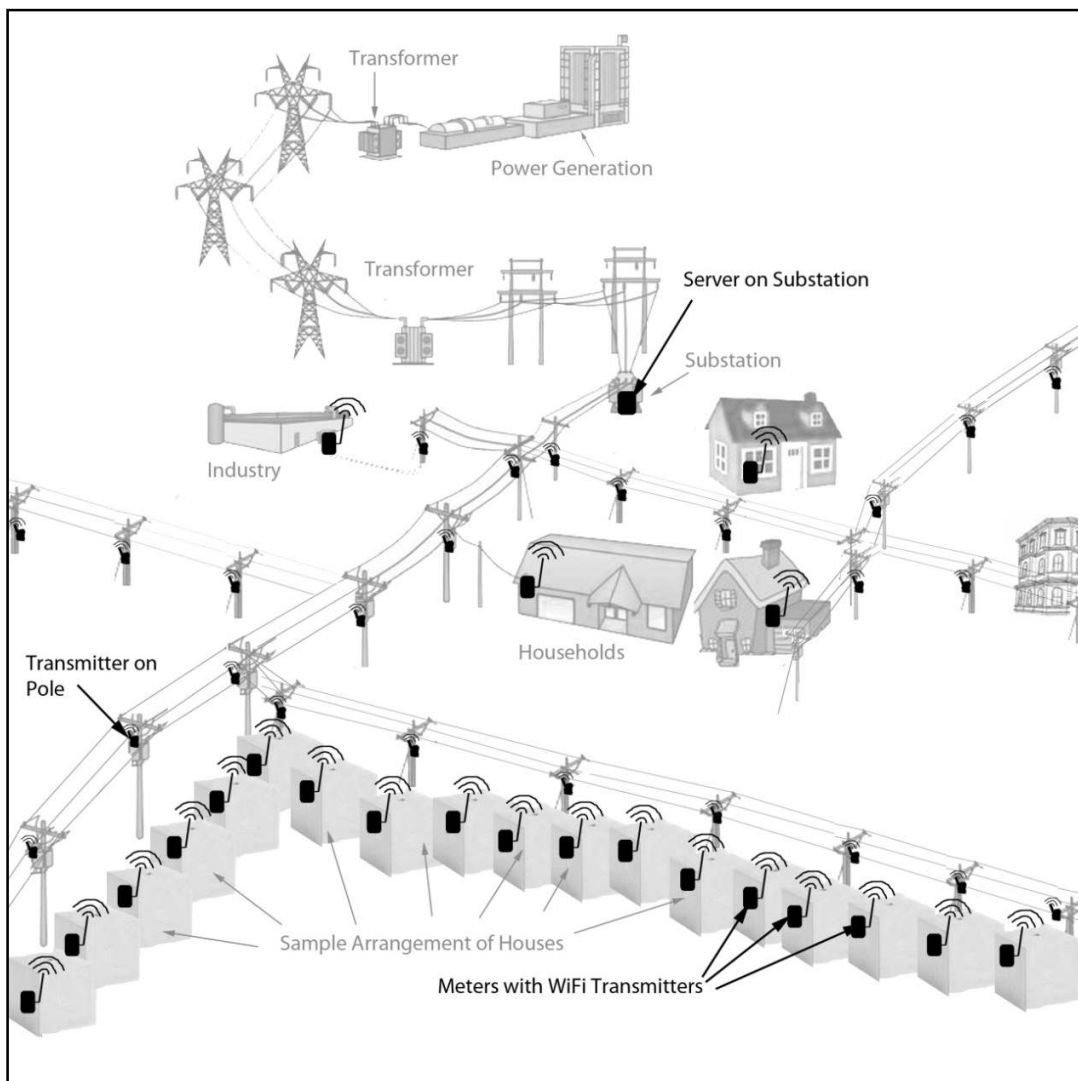 Transformer
Power Generation
Transformer
Server on Substation
Substation
Industry
Households
Transmitter on
Pole
Sample Arrangement of Houses
Meters with WiFi Transmitters